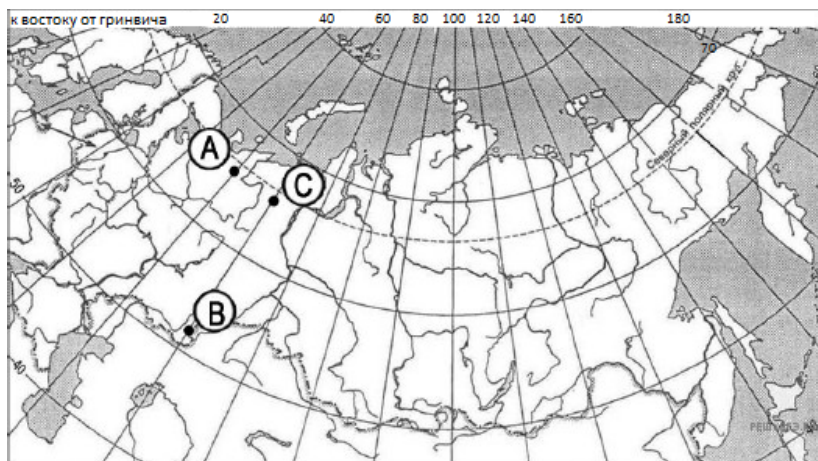 к востоку от гринвича 20 40 60 80 100 120 140 160 180
70
Северный полярный круг
A
C
50
B
40